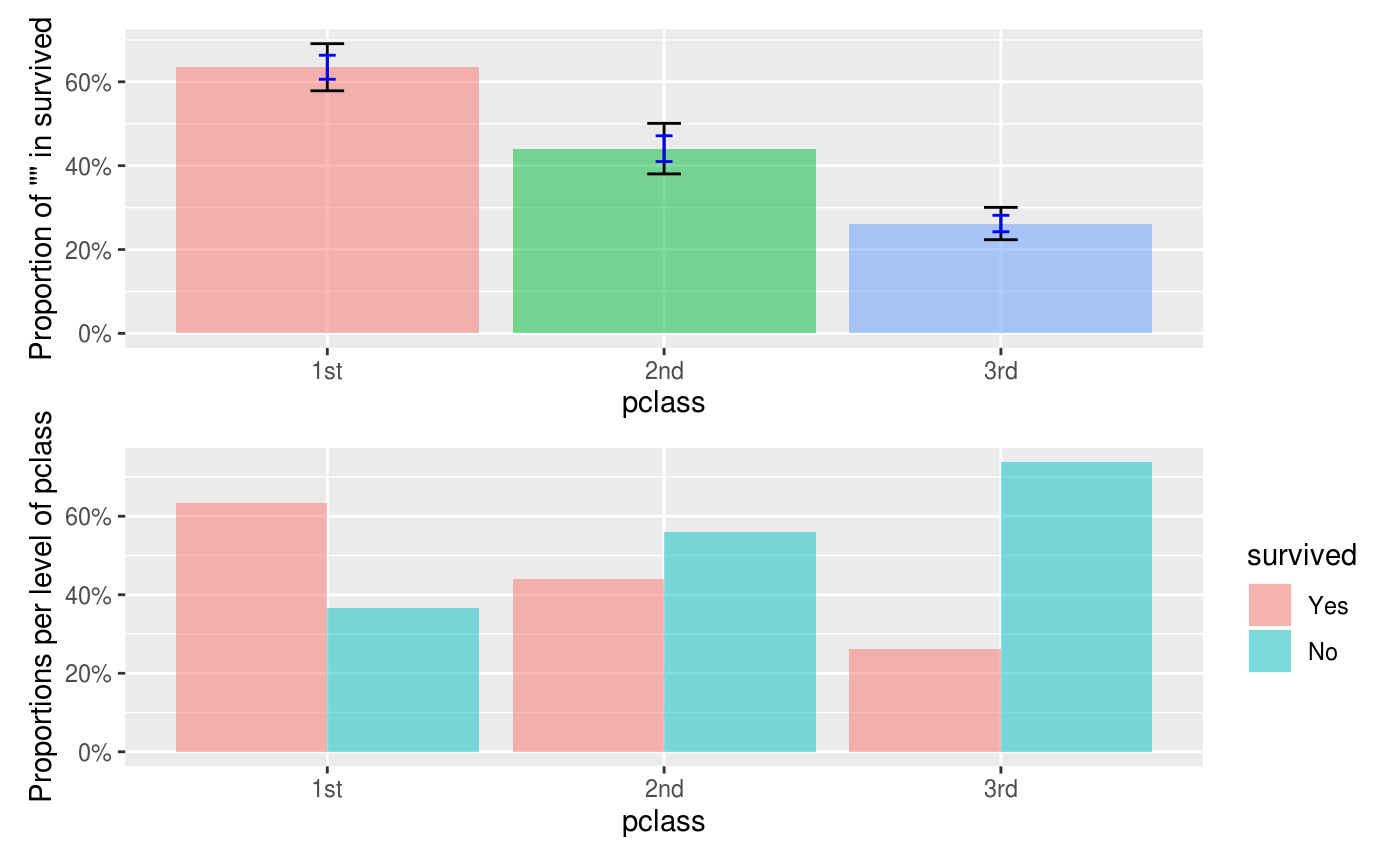 Proportion of "" in survived
60%
40%
20%
0%
1st 2nd 3rd
pclass
Proportions per level of pclass
60%
40%
20%
0%
1st 2nd 3rd
pclass
survived
Yes
No